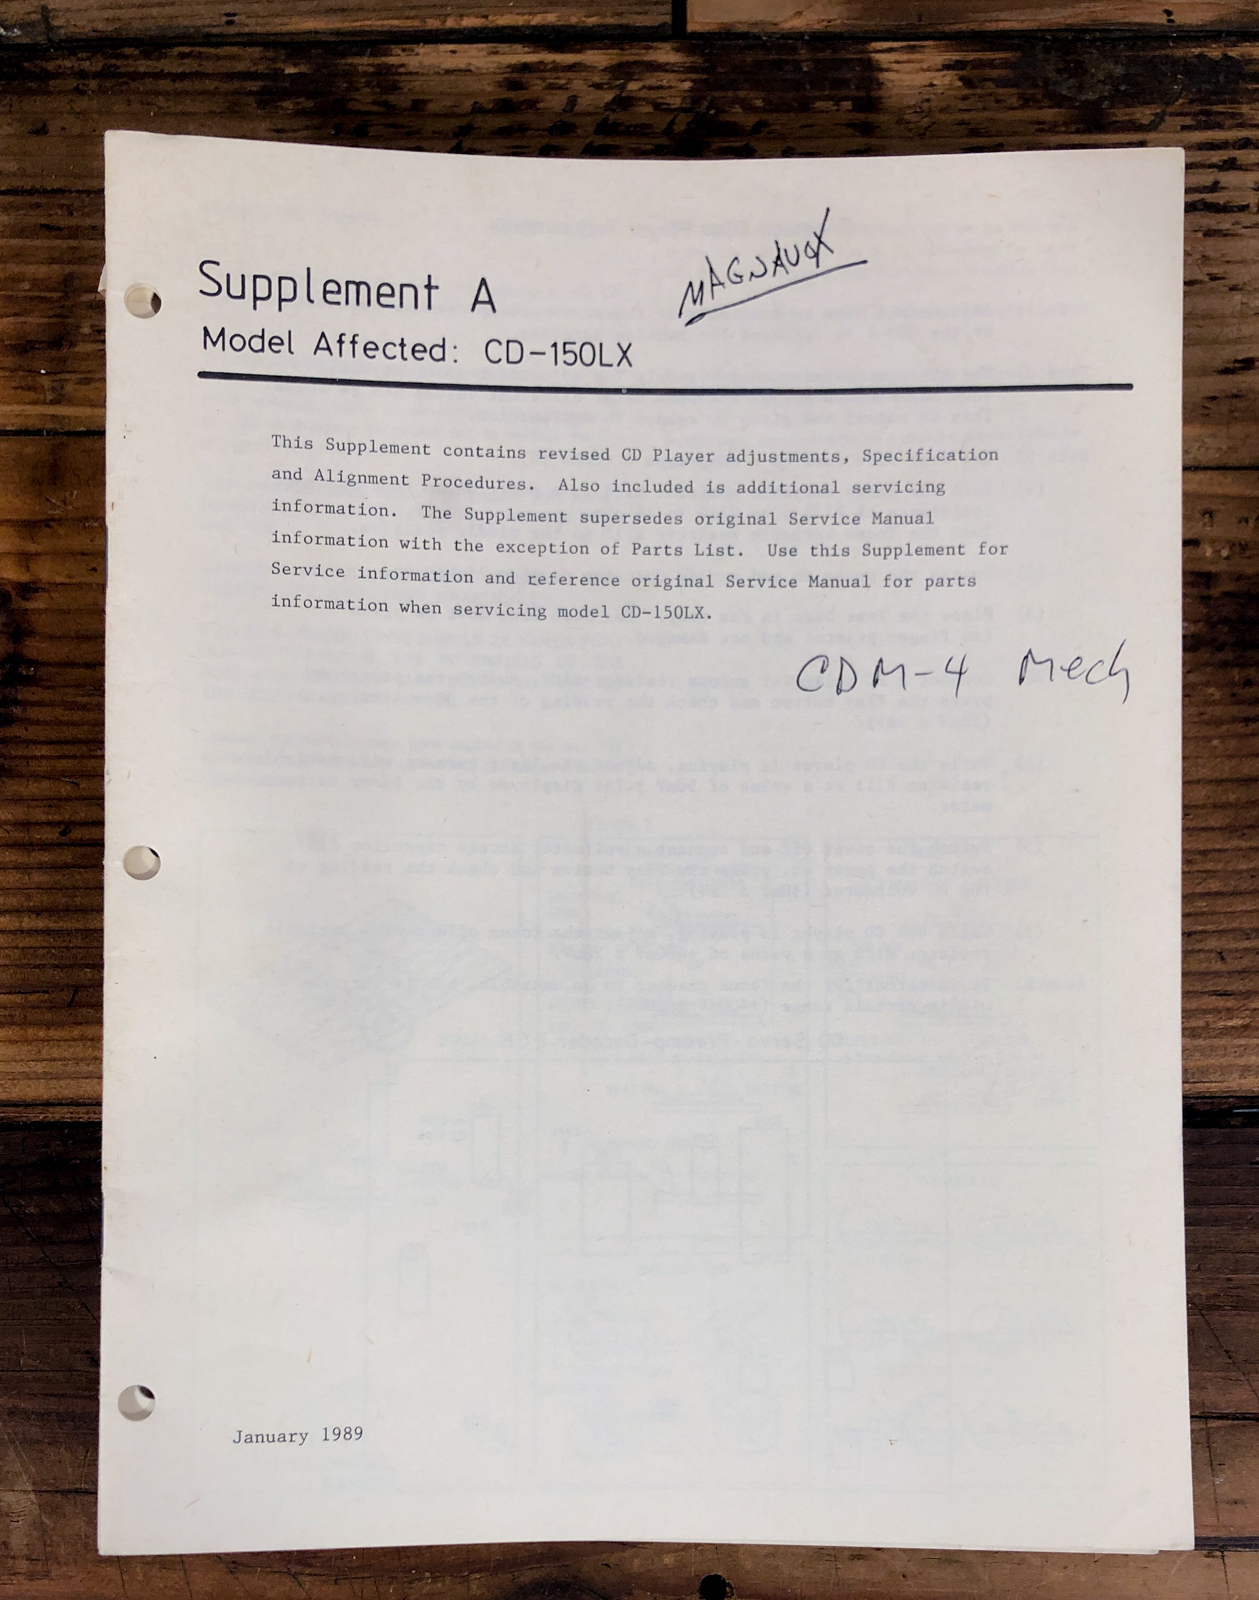 MAGNAVOX
Supplement A
Model Affected: CD-150LX
This Supplement contains revised CD Player adjustments, Specification
and Alignment Procedures. Also included is additional servicing
information. The Supplement supersedes original Service Manual
information with the exception of Parts List. Use this Supplement for
Service information and reference original Service Manual for parts
information when servicing model CD-150LX.
CDM-4 Mech
January 1989